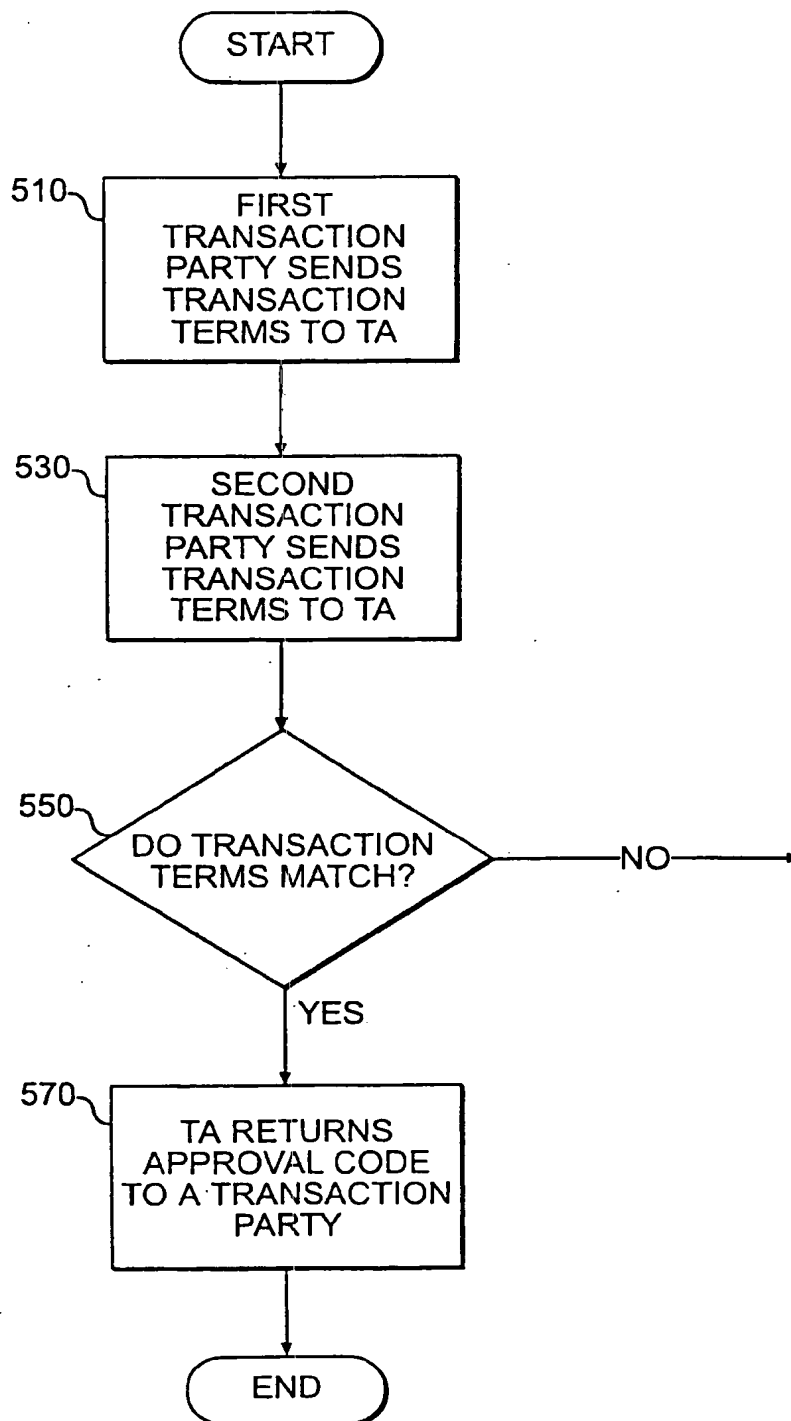 START
510
FIRST
TRANSACTION
PARTY SENDS
TRANSACTION
TERMS TO TA
530
SECOND
TRANSACTION
PARTY SENDS
TRANSACTION
TERMS TO TA
550
DO TRANSACTION
TERMS MATCH?
NO
YES
570
TA RETURNS
APPROVAL CODE
TO A TRANSACTION
PARTY
END